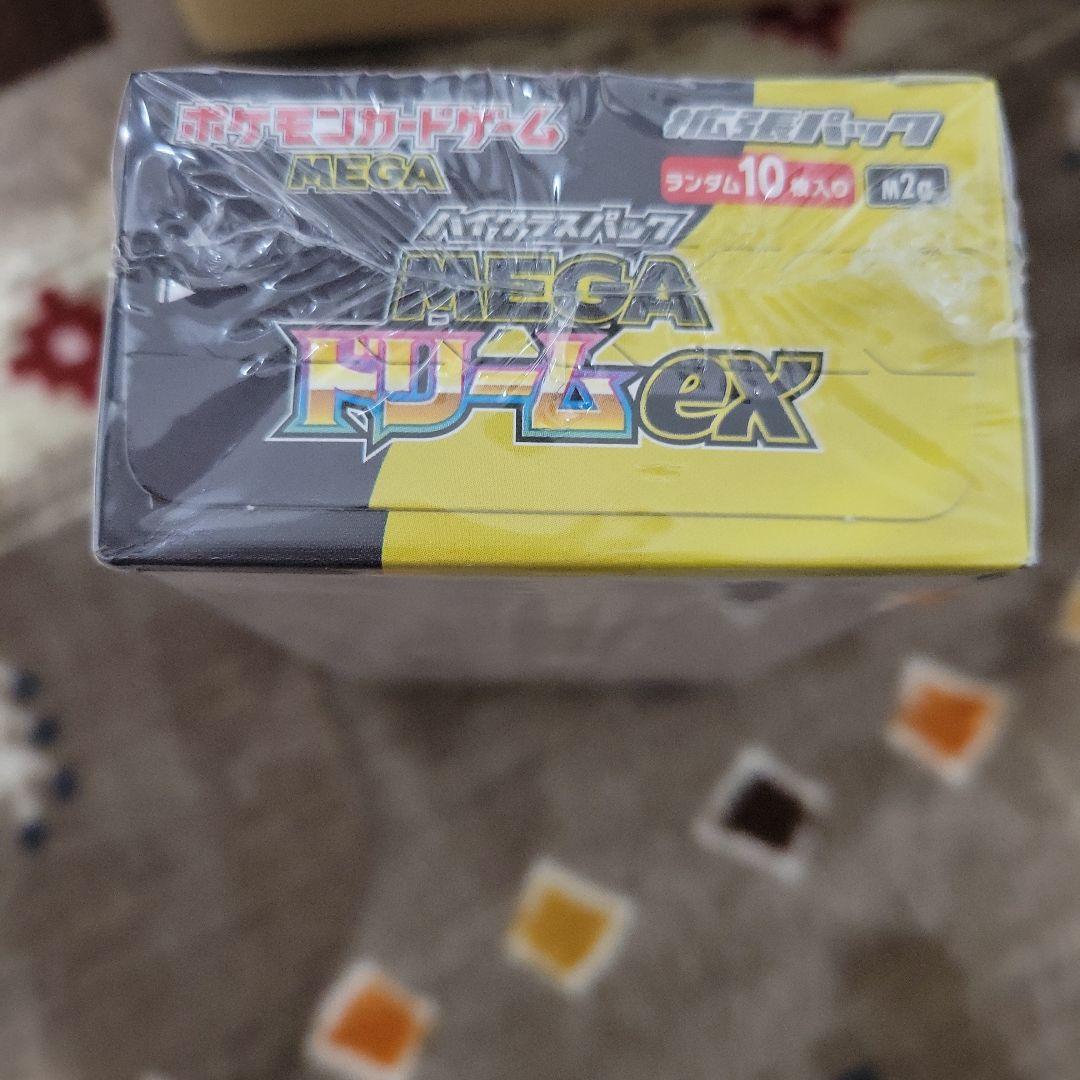 ポケモンカードゲーム
MEGA
拡張パック
ランダム10枚入り
M2a
ハイクラスパック
MEGA
ドリームex